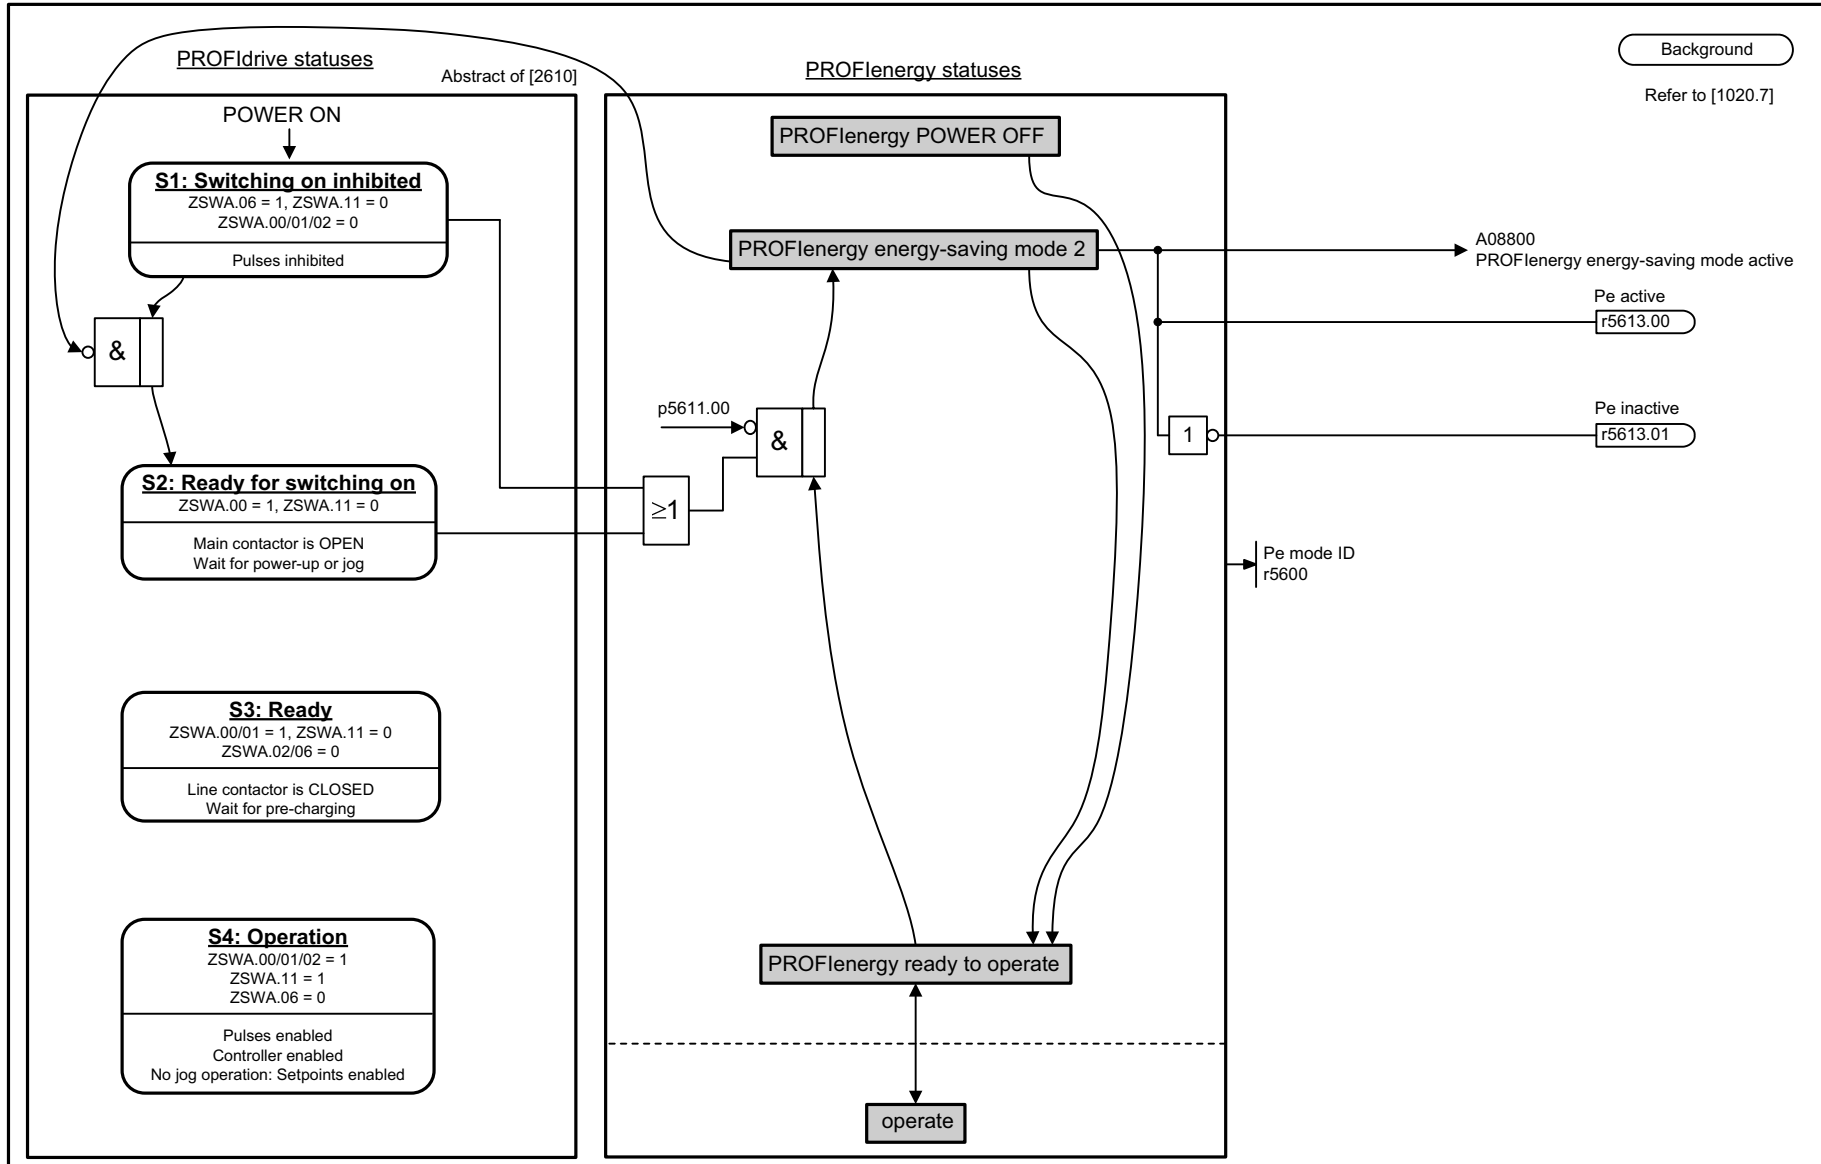 PROFIdrive statuses
Abstract of [2610]
POWER ON
S1: Switching on inhibited
ZSWA.06 = 1, ZSWA.11 = 0
ZSWA.00/01/02 = 0
Pulses inhibited
&
S2: Ready for switching on
ZSWA.00 = 1, ZSWA.11 = 0
Main contactor is OPEN
Wait for power-up or jog
S3: Ready
ZSWA.00/01 = 1, ZSWA.11 = 0
ZSWA.02/06 = 0
Line contactor is CLOSED
Wait for pre-charging
S4: Operation
ZSWA.00/01/02 = 1
ZSWA.11 = 1
ZSWA.06 = 0
Pulses enabled
Controller enabled
No jog operation: Setpoints enabled
PROFIenergy statuses
PROFIenergy POWER OFF
PROFIenergy energy-saving mode 2
p5611.00
&
≥1
PROFIenergy ready to operate
operate
Background
Refer to [1020.7]
A08800
PROFIenergy energy-saving mode active
Pe active
r5613.00
Pe inactive
1
r5613.01
Pe mode ID
r5600